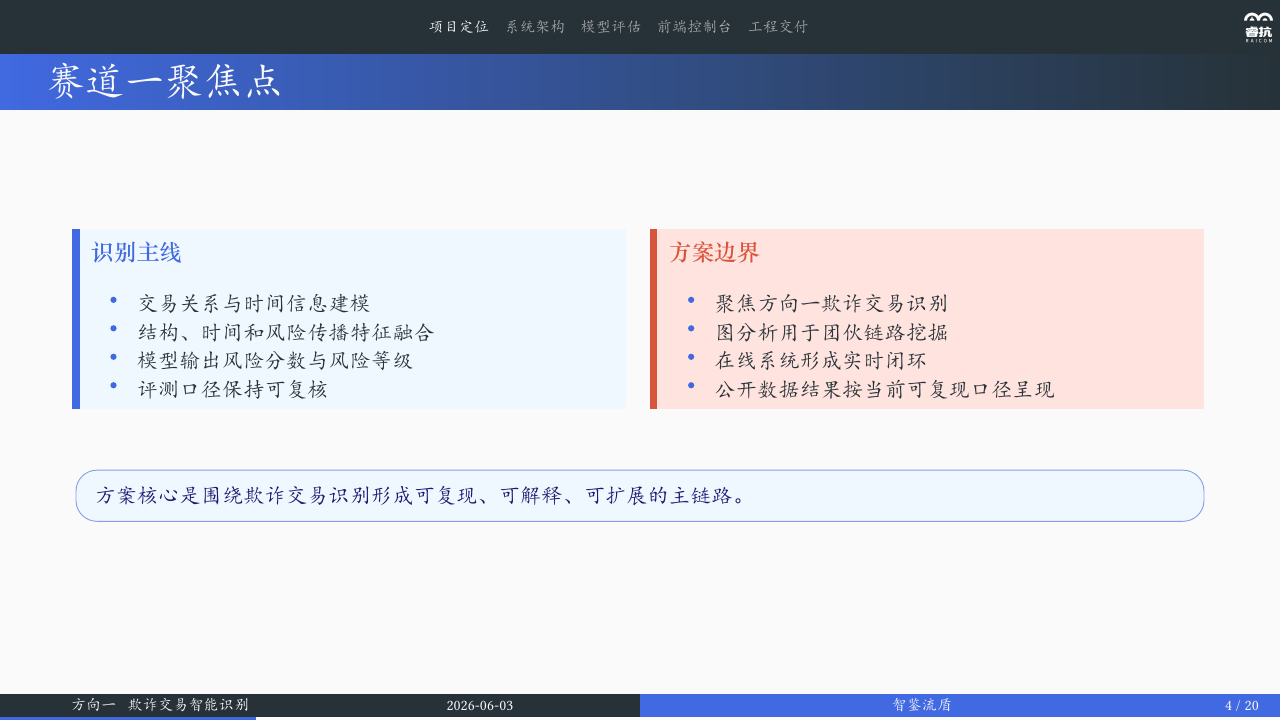 项目定位 系统架构 模型评估 前端控制台 工程交付
睿抗
RAICOM
赛道一聚焦点
识别主线
• 交易关系与时间信息建模
• 结构、时间和风险传播特征融合
• 模型输出风险分数与风险等级
• 评测口径保持可复核
方案边界
• 聚焦方向一欺诈交易识别
• 图分析用于团伙链路挖掘
• 在线系统形成实时闭环
• 公开数据结果按当前可复现口径呈现
方案核心是围绕欺诈交易识别形成可复现、可解释、可扩展的主链路。
方向一 欺诈交易智能识别 2026-06-03 智鉴流盾 4 / 20